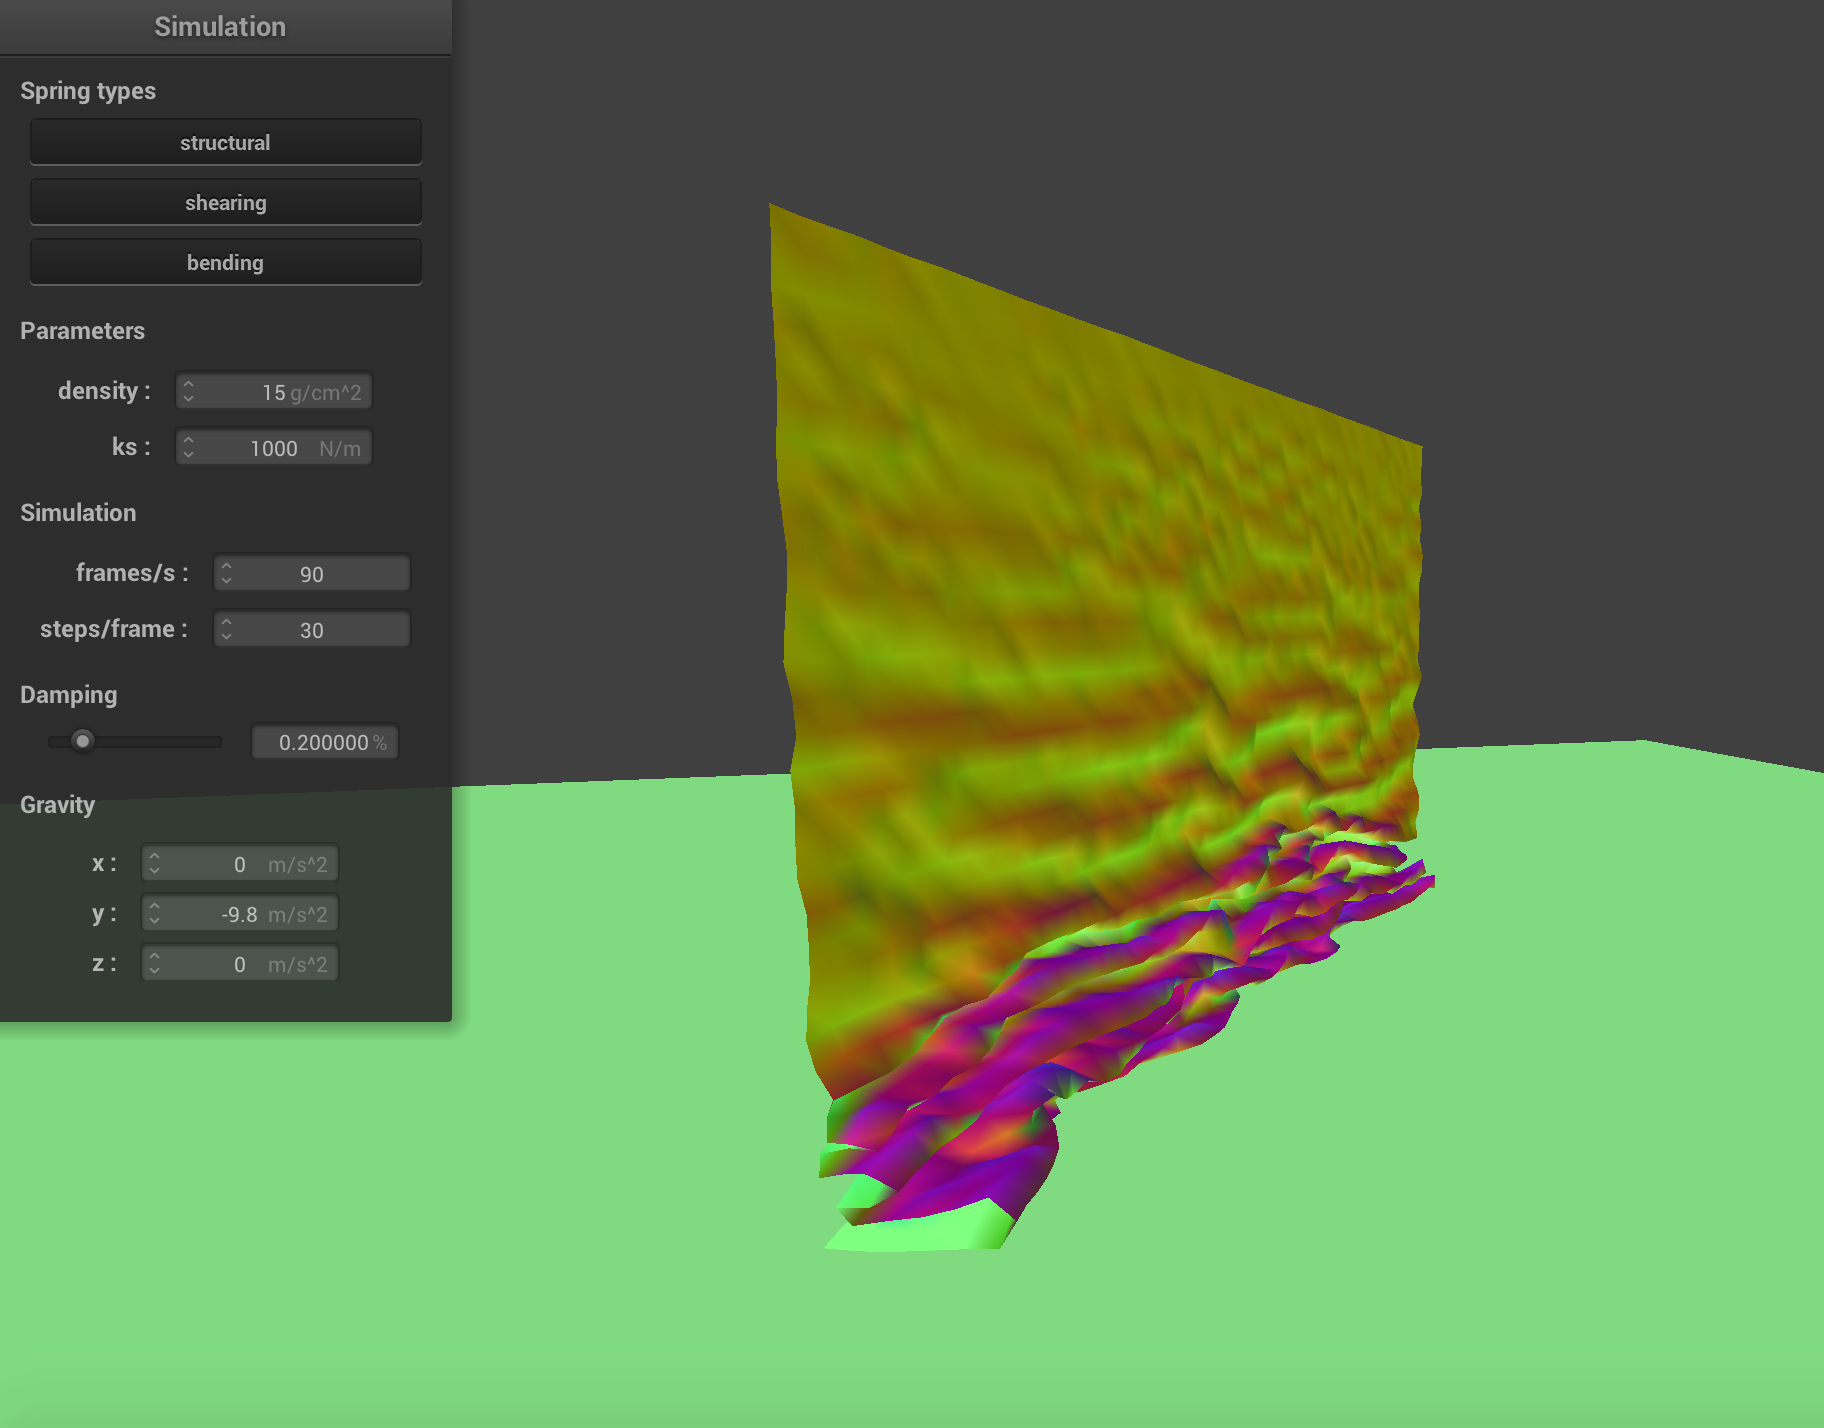 Simulation
Spring types
structural
shearing
bending
Parameters
density : 15 g/cm^2
ks : 1000 N/m
Simulation
frames/s : 90
steps/frame : 30
Damping
0.200000 %
Gravity
x : 0 m/s^2
y : -9.8 m/s^2
z : 0 m/s^2